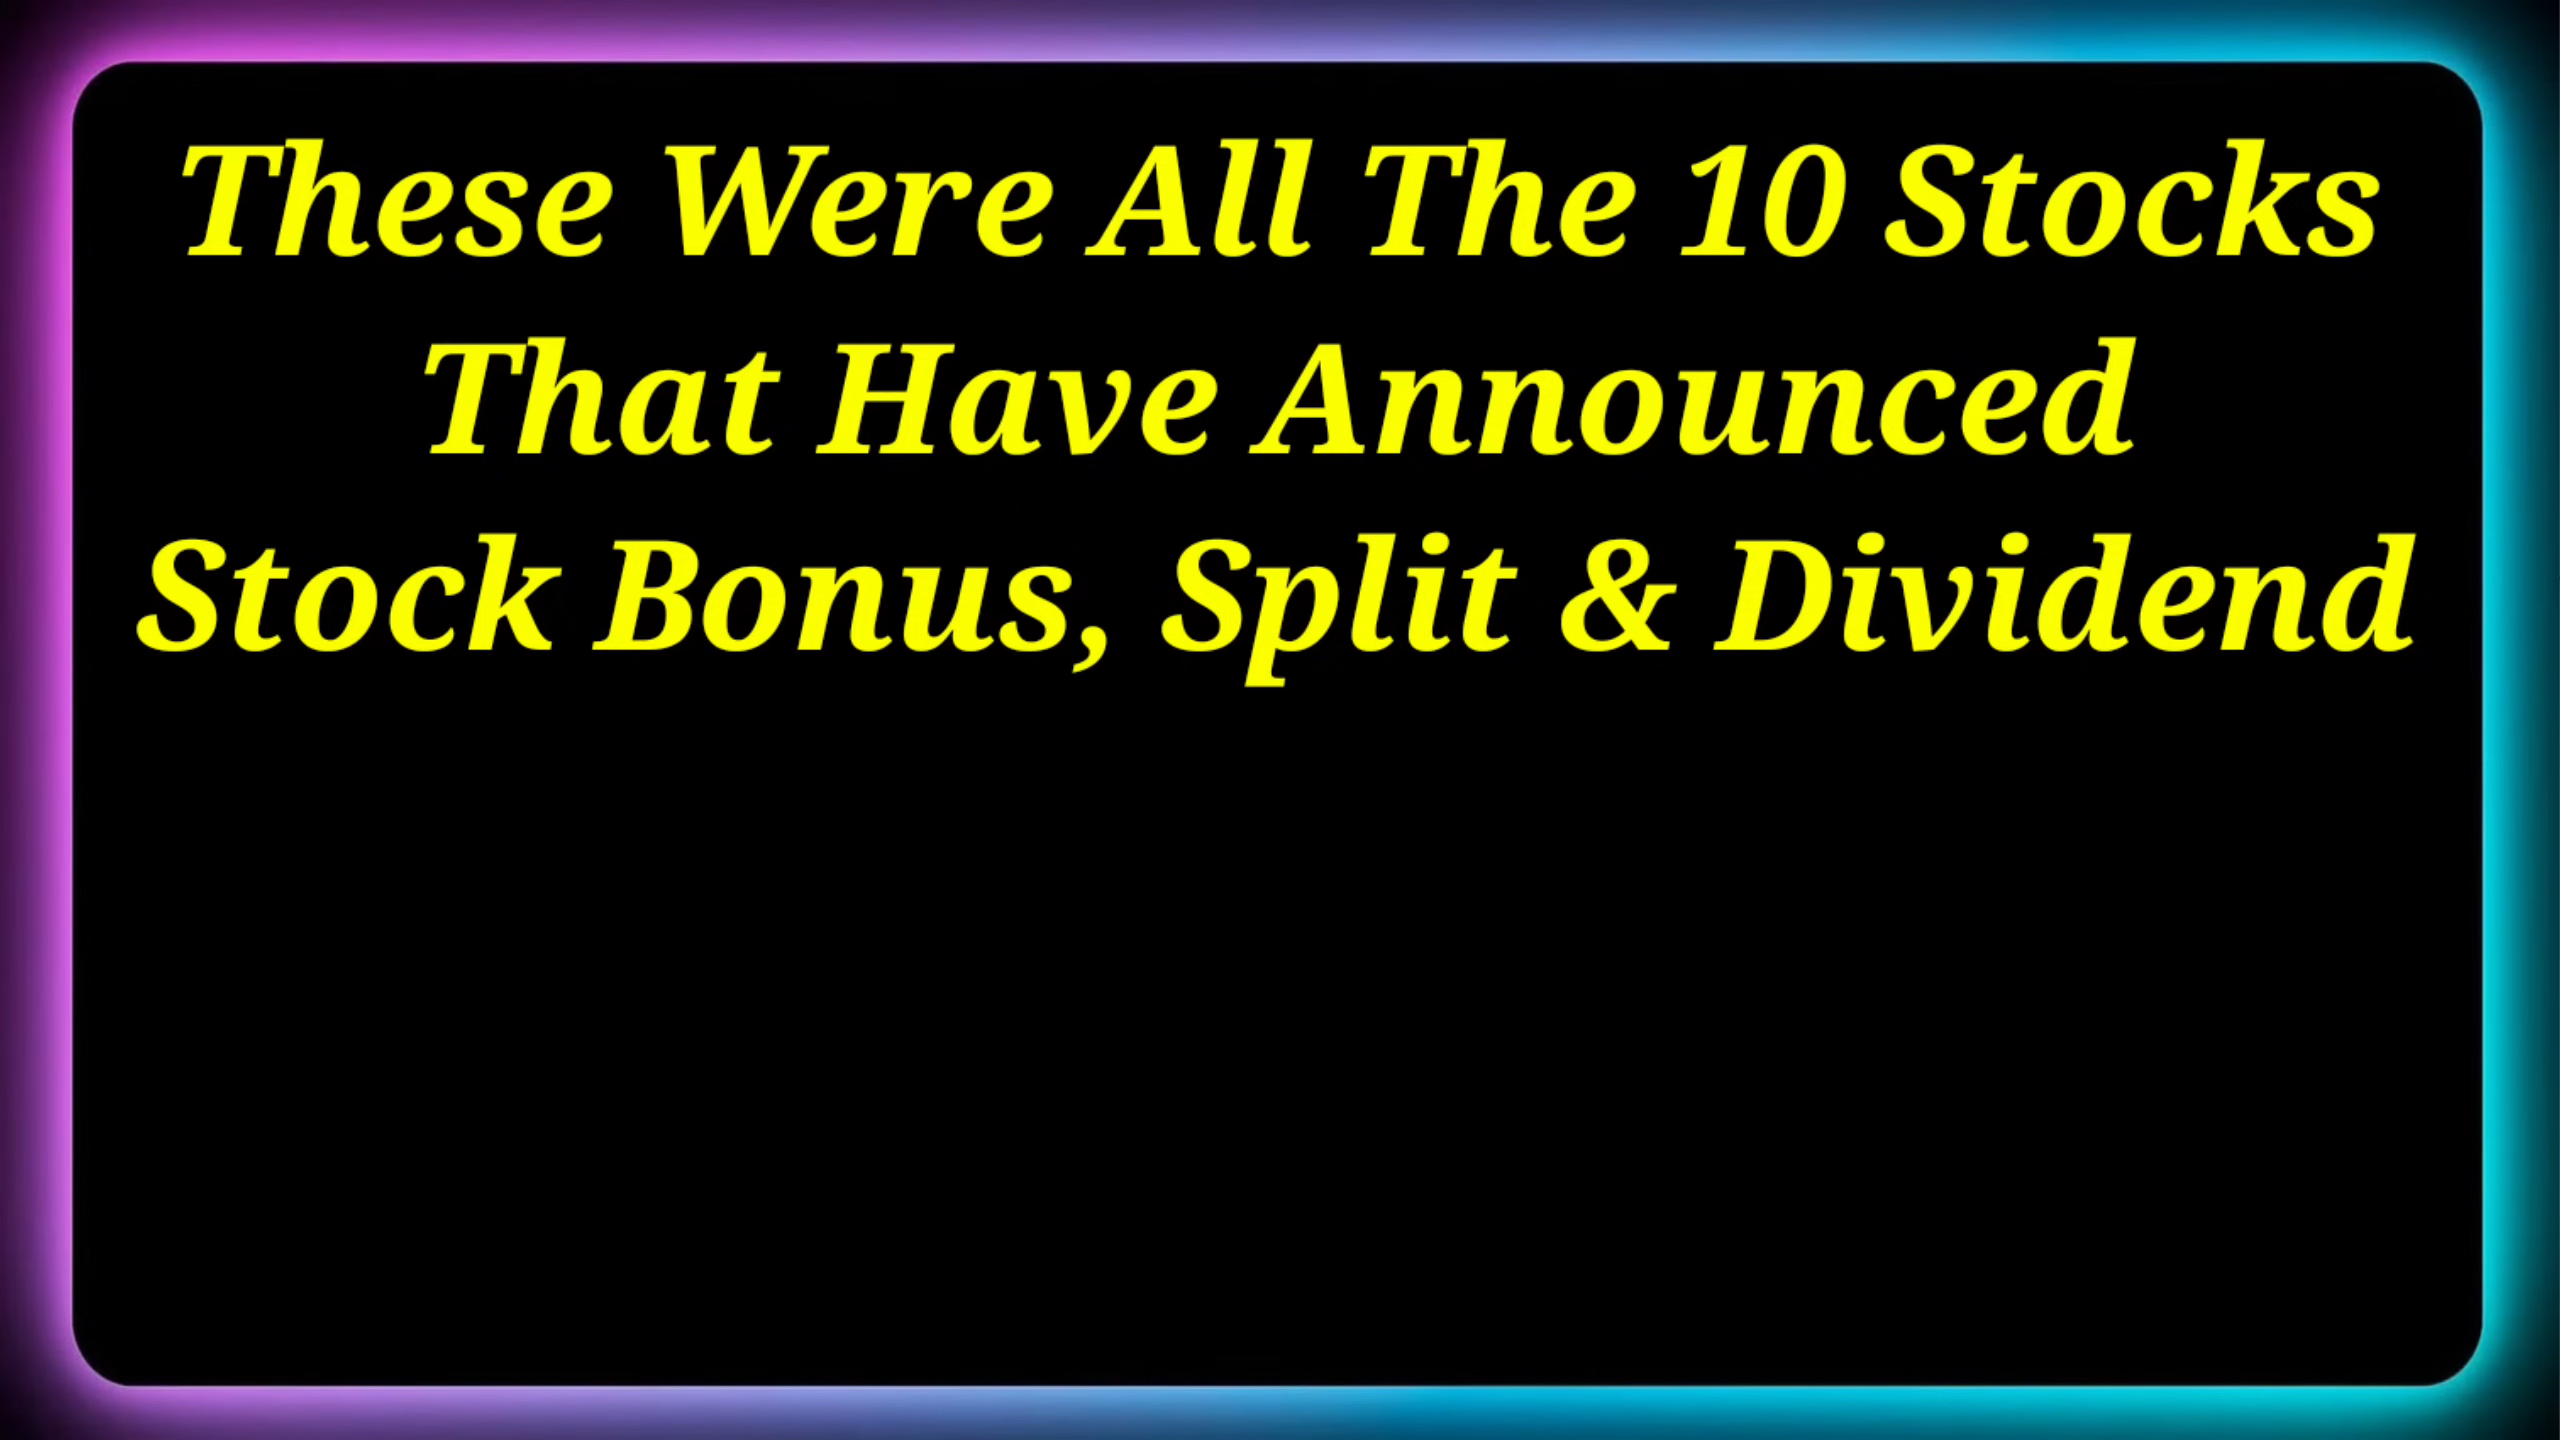 These Were All The 10 Stocks
That Have Announced
Stock Bonus, Split & Dividend